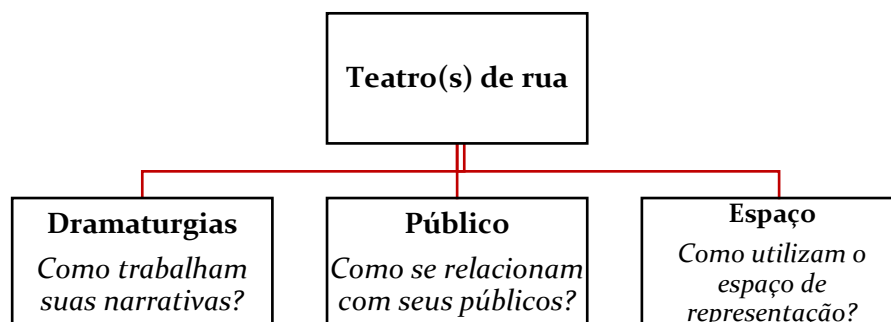 Teatro(s) de rua
Dramaturgias
Como trabalham
suas narrativas?
Público
Como se relacionam
com seus públicos?
Espaço
Como utilizam o
espaço de
representação?